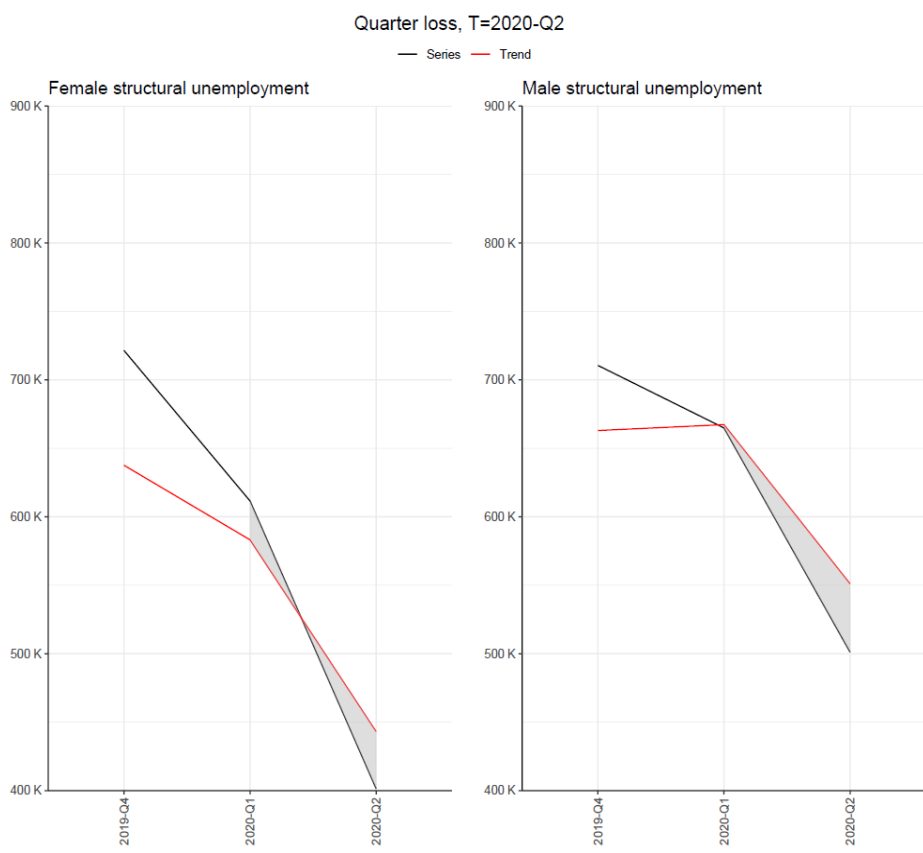 Quarter loss, T=2020-Q2
Series Trend
Female structural unemployment
900 K
800 K
700 K
600 K
500 K
400 K
2019-Q4
2020-Q1
2020-Q2
Male structural unemployment
900 K
800 K
700 K
600 K
500 K
400 K
2019-Q4
2020-Q1
2020-Q2